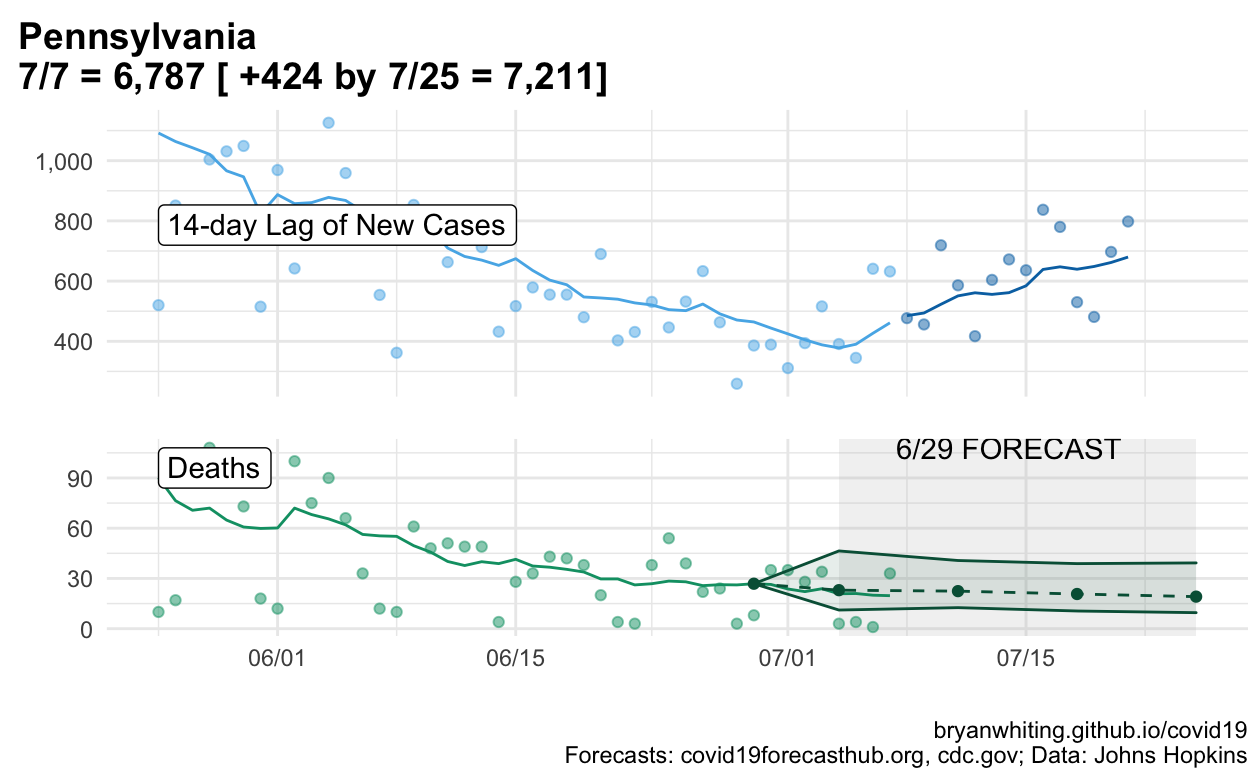 Pennsylvania
7/7 = 6,787 [ +424 by 7/25 = 7,211]
1,000
800
600
400
14-day Lag of New Cases
90
60
30
0
Deaths
6/29 FORECAST
06/01
06/15
07/01
07/15
bryanwhiting.github.io/covid19
Forecasts: covid19forecasthub.org, cdc.gov; Data: Johns Hopkins